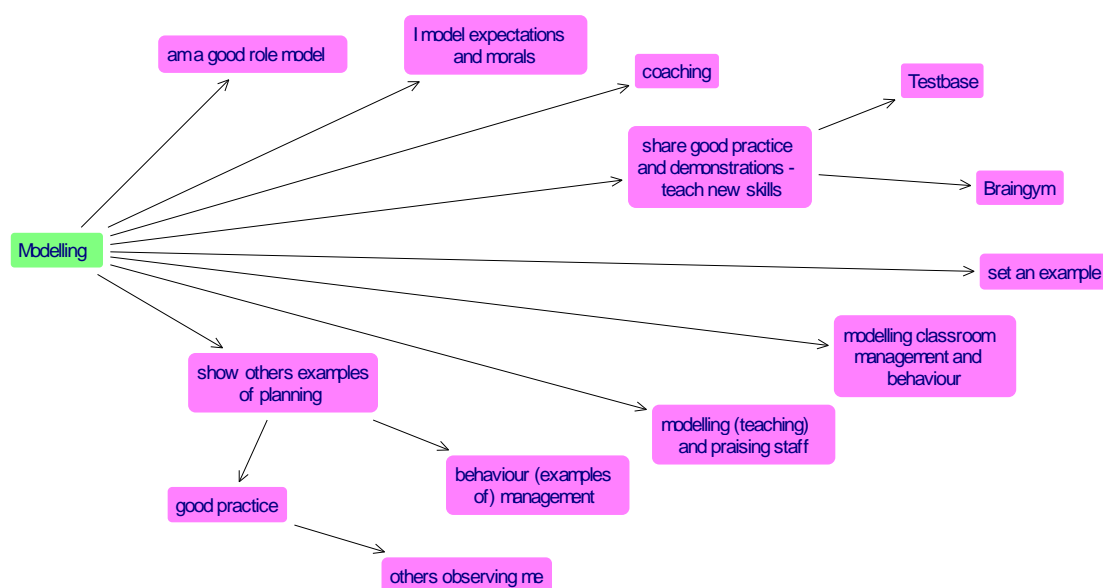 am a good role model
I model expectations
and morals
coaching
Testbase
share good practice
and demonstrations -
teach new skills
Braingym
Modelling
set an example
modelling classroom
management and
behaviour
show others examples
of planning
modelling (teaching)
and praising staff
behaviour (examples
of) management
good practice
others observing me